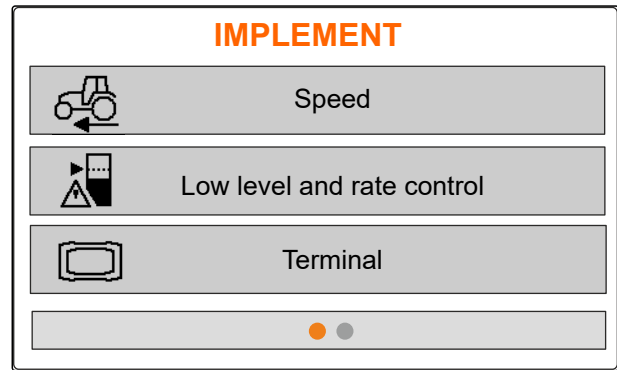 IMPLEMENT
Speed
Low level and rate control
Terminal